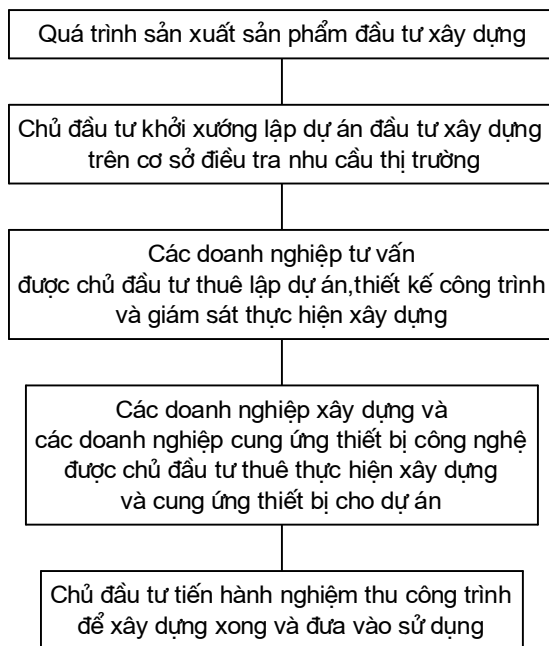 Quá trình sản xuất sản phẩm đầu tư xây dựng
Chủ đầu tư khởi xướng lập dự án đầu tư xây dựng
trên cơ sở điều tra nhu cầu thị trường
Các doanh nghiệp tư vấn
được chủ đầu tư thuê lập dự án,thiết kế công trình
và giám sát thực hiện xây dựng
Các doanh nghiệp xây dựng và
các doanh nghiệp cung ứng thiết bị công nghệ
được chủ đầu tư thuê thực hiện xây dựng
và cung ứng thiết bị cho dự án
Chủ đầu tư tiến hành nghiệm thu công trình
để xây dựng xong và đưa vào sử dụng